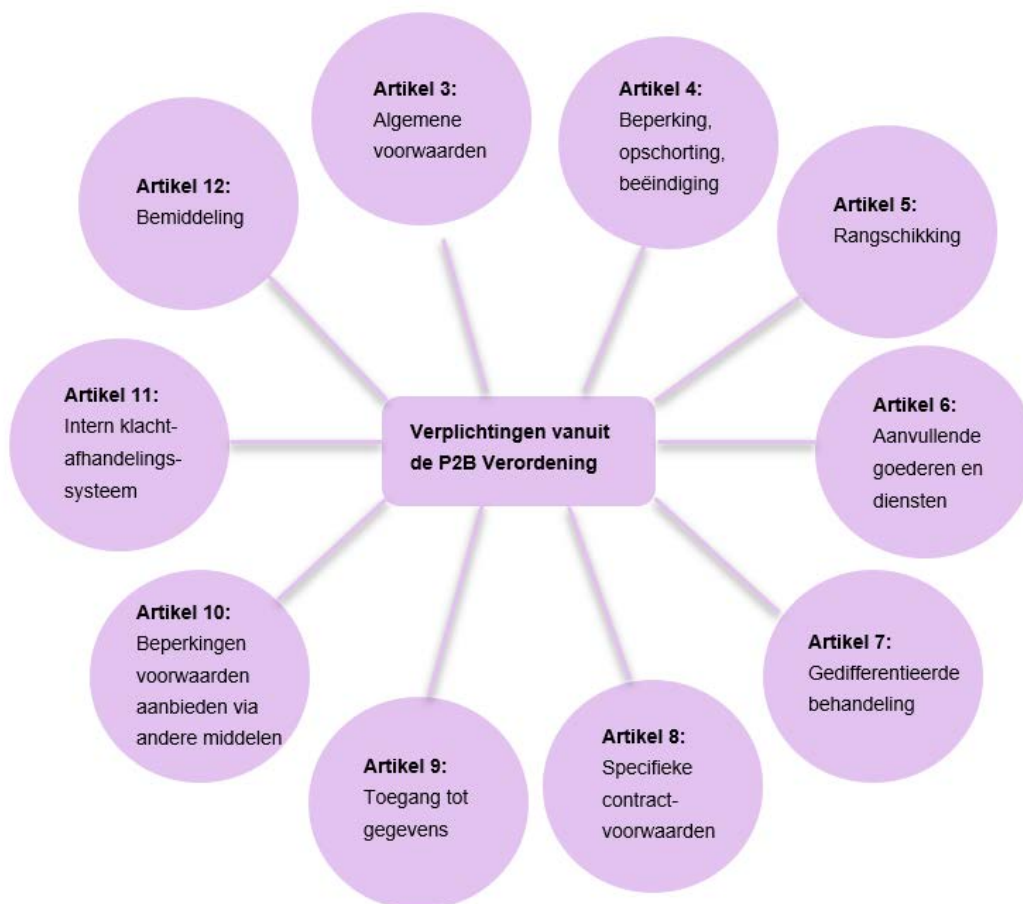 Verplichtingen vanuit
de P2B Verordening
Artikel 3:
Algemene
voorwaarden
Artikel 4:
Beperking,
opschorting,
beëindiging
Artikel 5:
Rangschikking
Artikel 6:
Aanvullende
goederen en
diensten
Artikel 7:
Gedifferentieerde
behandeling
Artikel 8:
Specifieke
contract-
voorwaarden
Artikel 9:
Toegang tot
gegevens
Artikel 10:
Beperkingen
voorwaarden
aanbieden via
andere middelen
Artikel 11:
Intern klacht-
afhandelings-
systeem
Artikel 12:
Bemiddeling